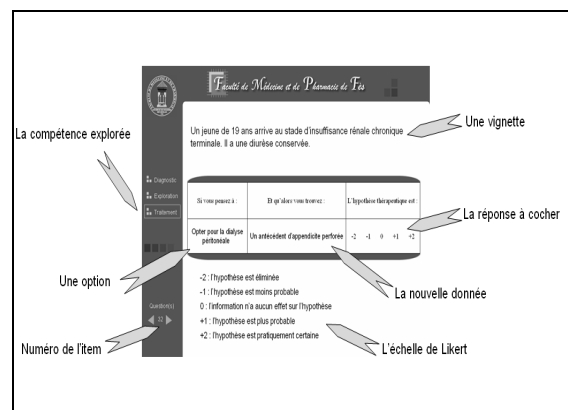 Faculté de Médecine et de Pharmacie de Fès
Un jeune de 19 ans arrive au stade d'insuffisance rénale chronique
terminale. Il a une diurèse conservée.
Une vignette
La compétence explorée
Diagnostic
Exploration
Traitement
Si vous pensez à :
Et qu'alors vous trouvez :
L'hypothèse thérapeutique est :
Opter pour la dialyse
péritonéale
Un antécédent d'appendicite perforée
-2 -1 0 +1 +2
La réponse à cocher
Une option
La nouvelle donnée
-2 : l'hypothèse est éliminée
-1 : l'hypothèse est moins probable
0 : l'information n'a aucun effet sur l'hypothèse
+1 : l'hypothèse est plus probable
+2 : l'hypothèse est pratiquement certaine
Question(s)
32
Numéro de l'item
L'échelle de Likert